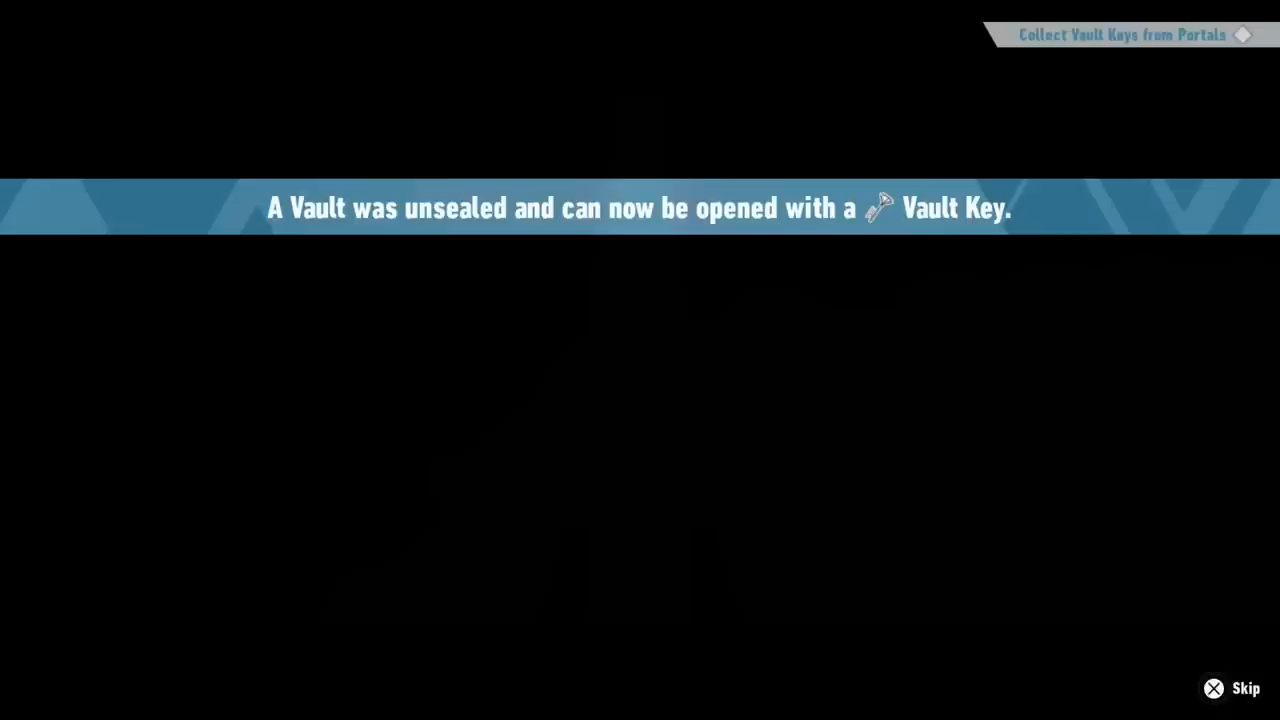 Collect Vault Keys from Portals
A Vault was unsealed and can now be opened with a Vault Key.
Skip